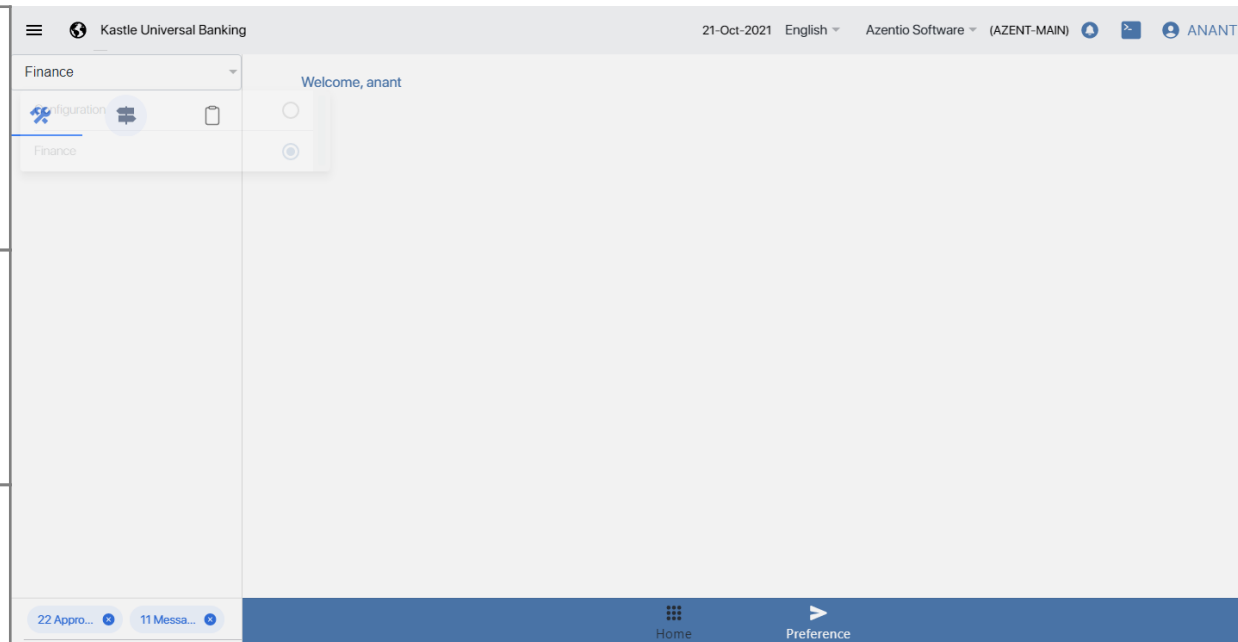 Kastle Universal Banking 21-Oct-2021 English Azentio Software (AZENT-MAIN) ANANT
Finance
Welcome, anant
Configuration
Finance
22 Appro... 11 Messa...
Home Preference